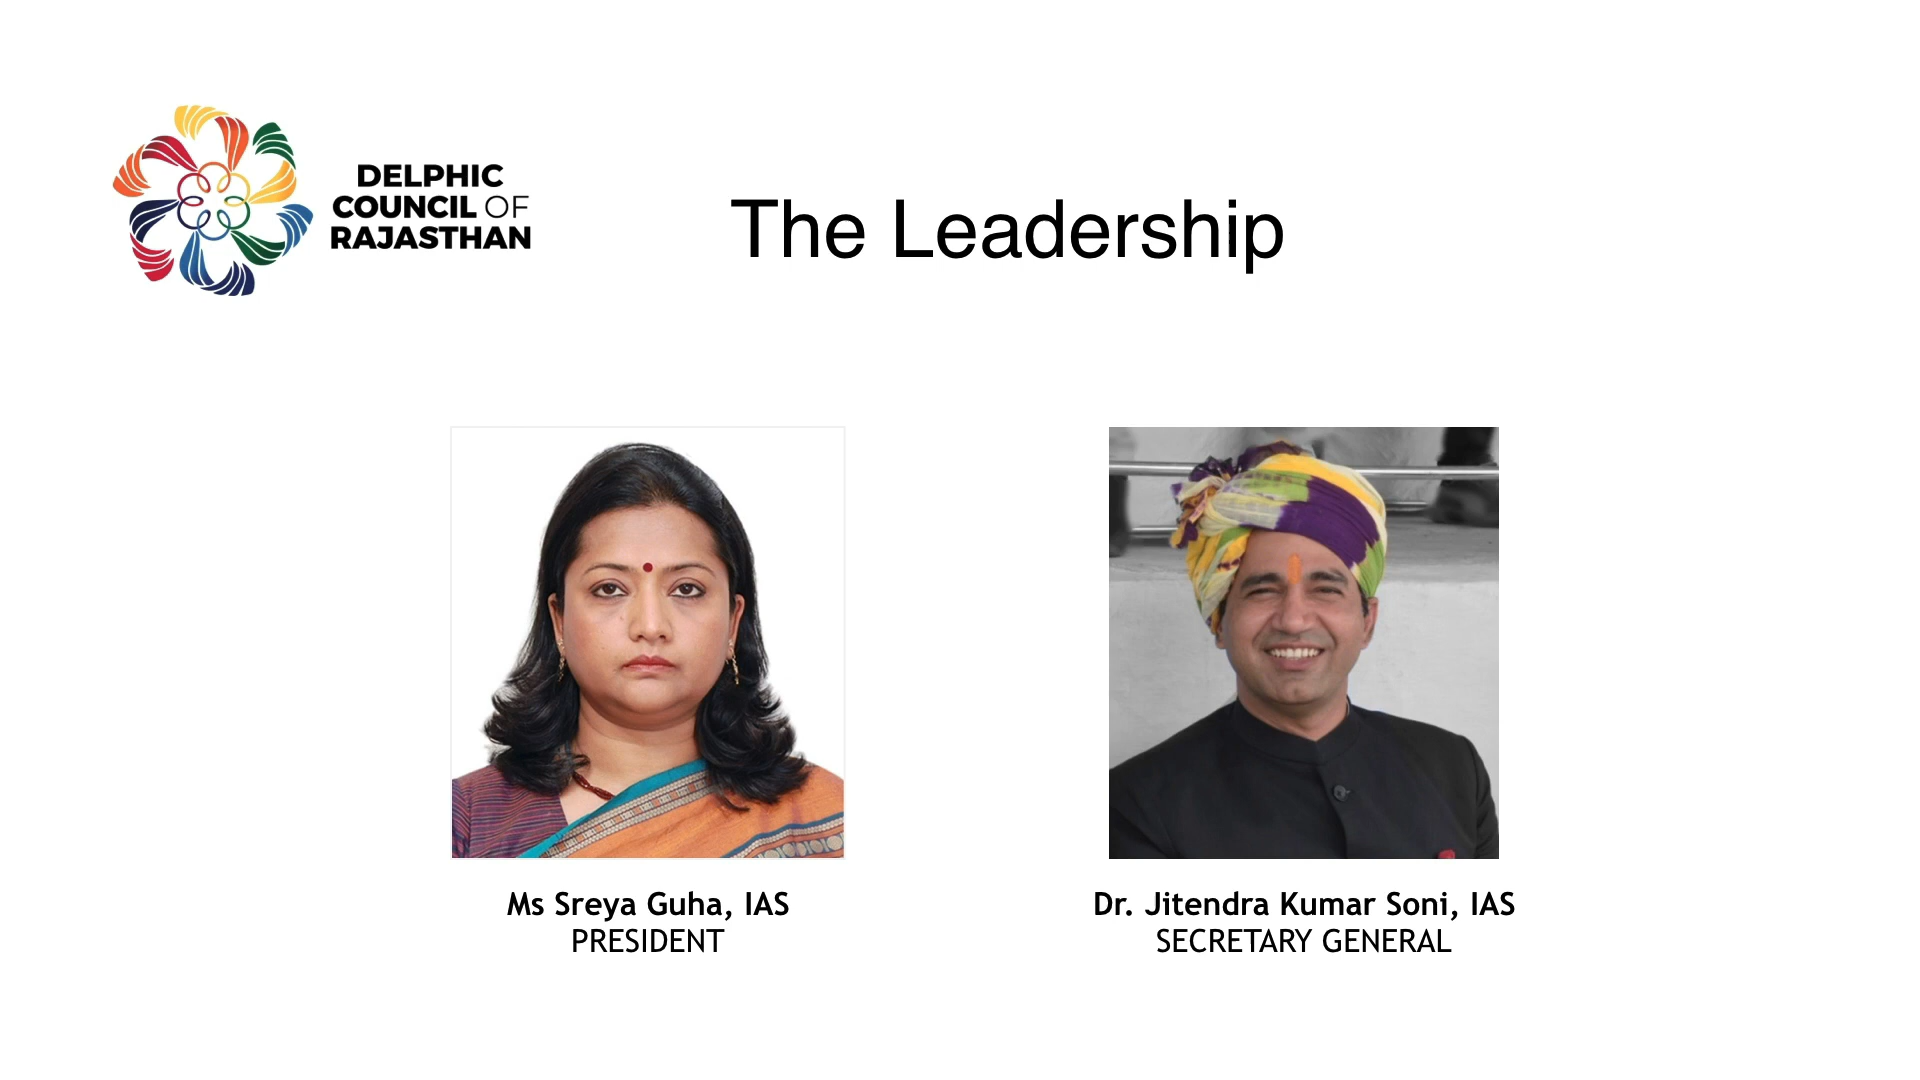 DELPHIC
COUNCIL OF
RAJASTHAN
The Leadership
Ms Sreya Guha, IAS
PRESIDENT
Dr. Jitendra Kumar Soni, IAS
SECRETARY GENERAL